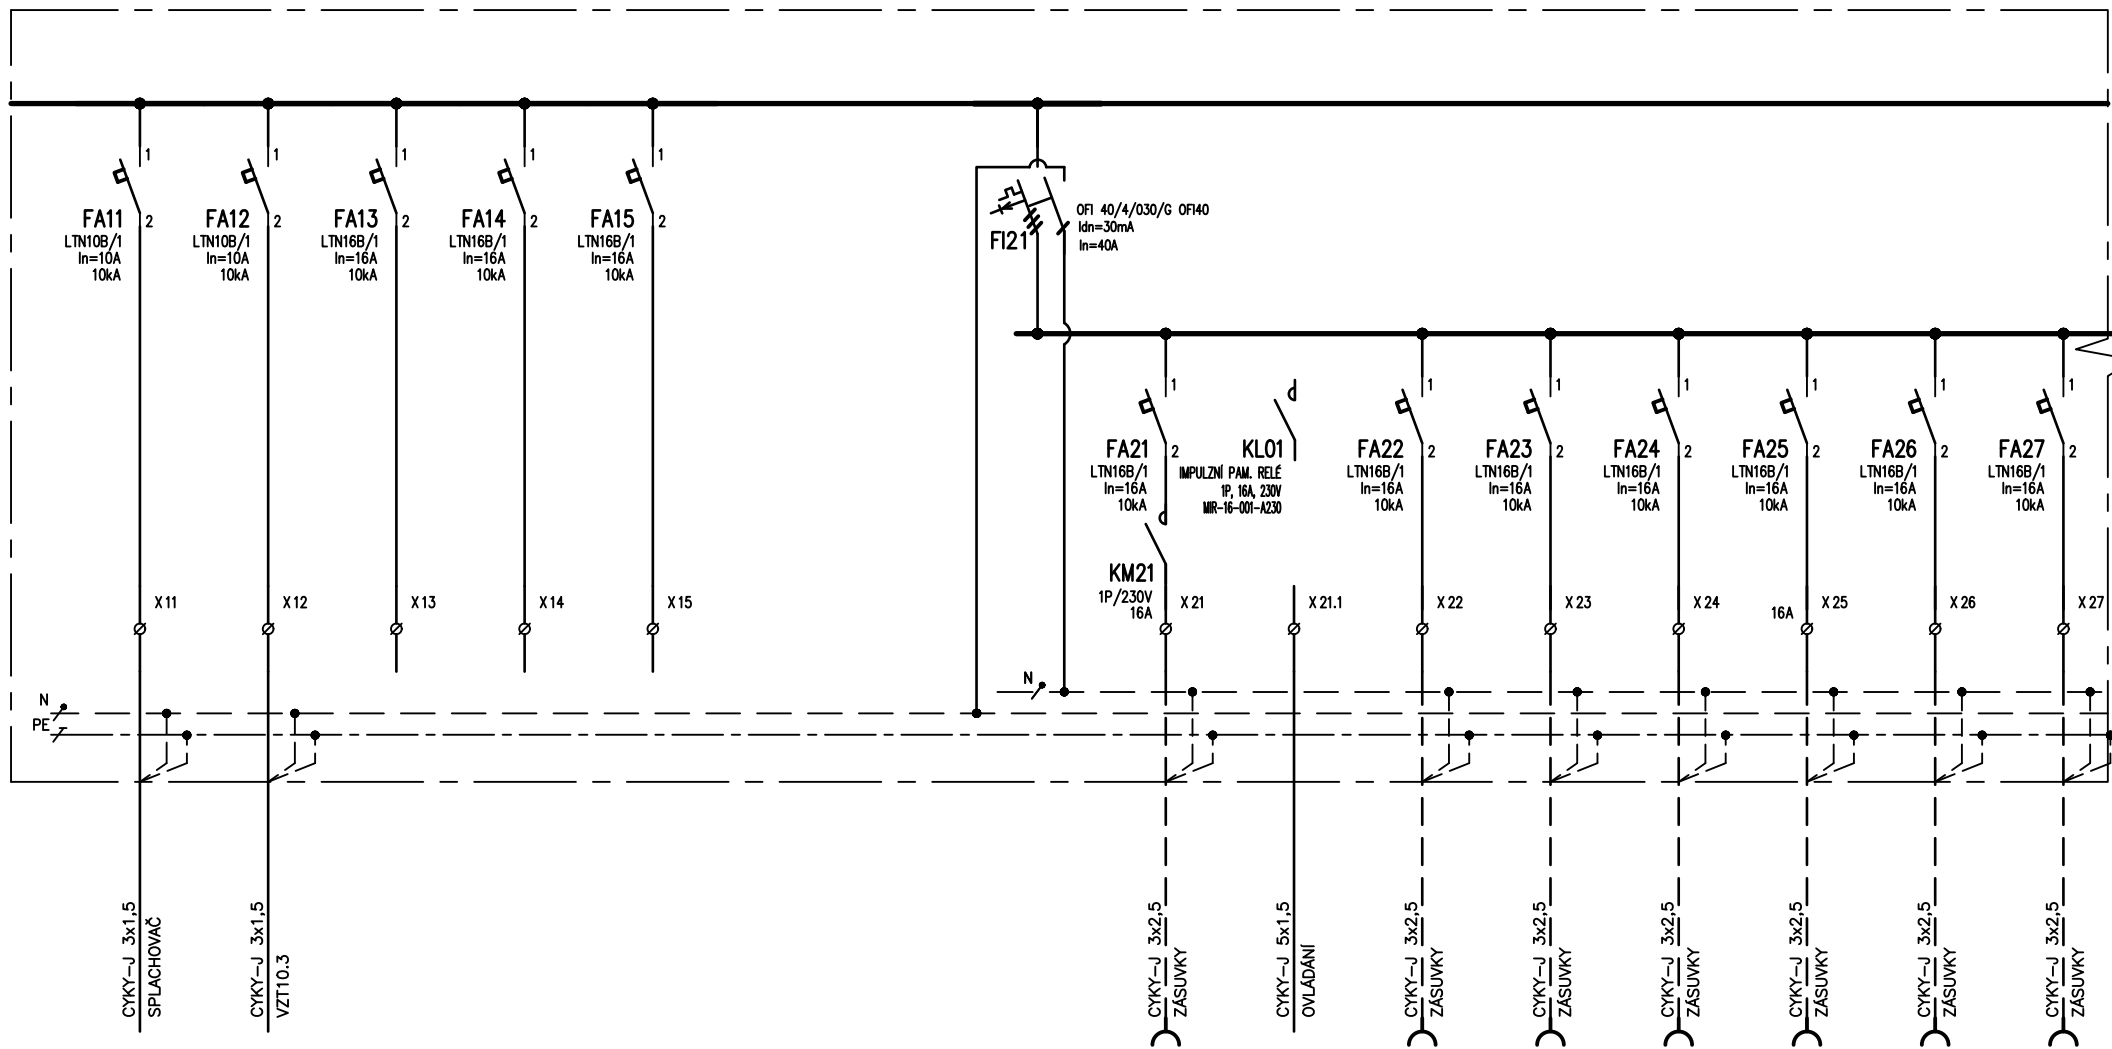 1
2
FA11
LTN10B/1
In=10A
10kA
1
2
FA12
LTN10B/1
In=10A
10kA
1
2
FA13
LTN16B/1
In=16A
10kA
1
2
FA14
LTN16B/1
In=16A
10kA
1
2
FA15
LTN16B/1
In=16A
10kA
FI21
OFI 40/4/030/G OFI40
Idn=30mA
In=40A
1
2
FA21
LTN16B/1
In=16A
10kA
KL01
IMPULZNÍ PAM. RELÉ
1P, 16A, 230V
MIR-16-001-A230
1
2
FA22
LTN16B/1
In=16A
10kA
1
2
FA23
LTN16B/1
In=16A
10kA
1
2
FA24
LTN16B/1
In=16A
10kA
1
2
FA25
LTN16B/1
In=16A
10kA
1
2
FA26
LTN16B/1
In=16A
10kA
1
2
FA27
LTN16B/1
In=16A
10kA
KM21
1P/230V
16A
X11
X12
X13
X14
X15
X21
X21.1
X22
X23
X24
16A
X25
X26
X27
N
PE
N
CYKY-J 3x1,5
SPLACHOVAČ
CYKY-J 3x1,5
VZT10.3
CYKY-J 3x2,5
ZÁSUVKY
CYKY-J 5x1,5
OVLÁDÁNÍ
CYKY-J 3x2,5
ZÁSUVKY
CYKY-J 3x2,5
ZÁSUVKY
CYKY-J 3x2,5
ZÁSUVKY
CYKY-J 3x2,5
ZÁSUVKY
CYKY-J 3x2,5
ZÁSUVKY
CYKY-J 3x2,5
ZÁSUVKY